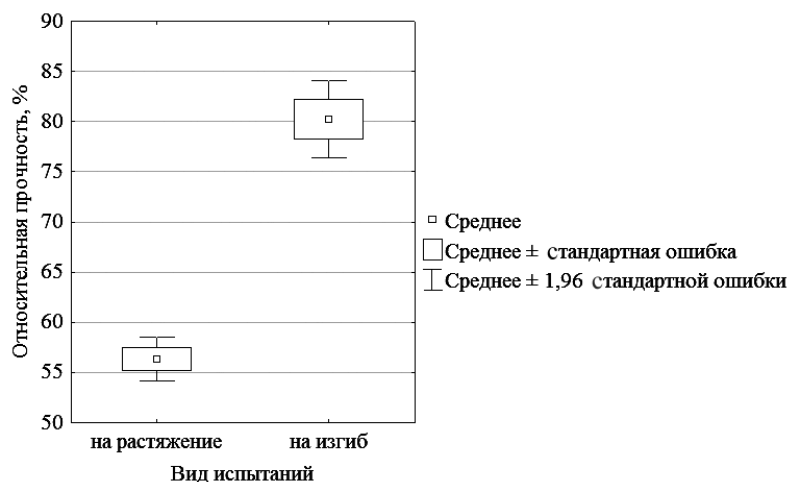 Относительная прочность, %
90
85
80
75
70
65
60
55
50
на растяжение
на изгиб
Вид испытаний
Среднее
Среднее ± стандартная ошибка
Среднее ± 1,96 стандартной ошибки